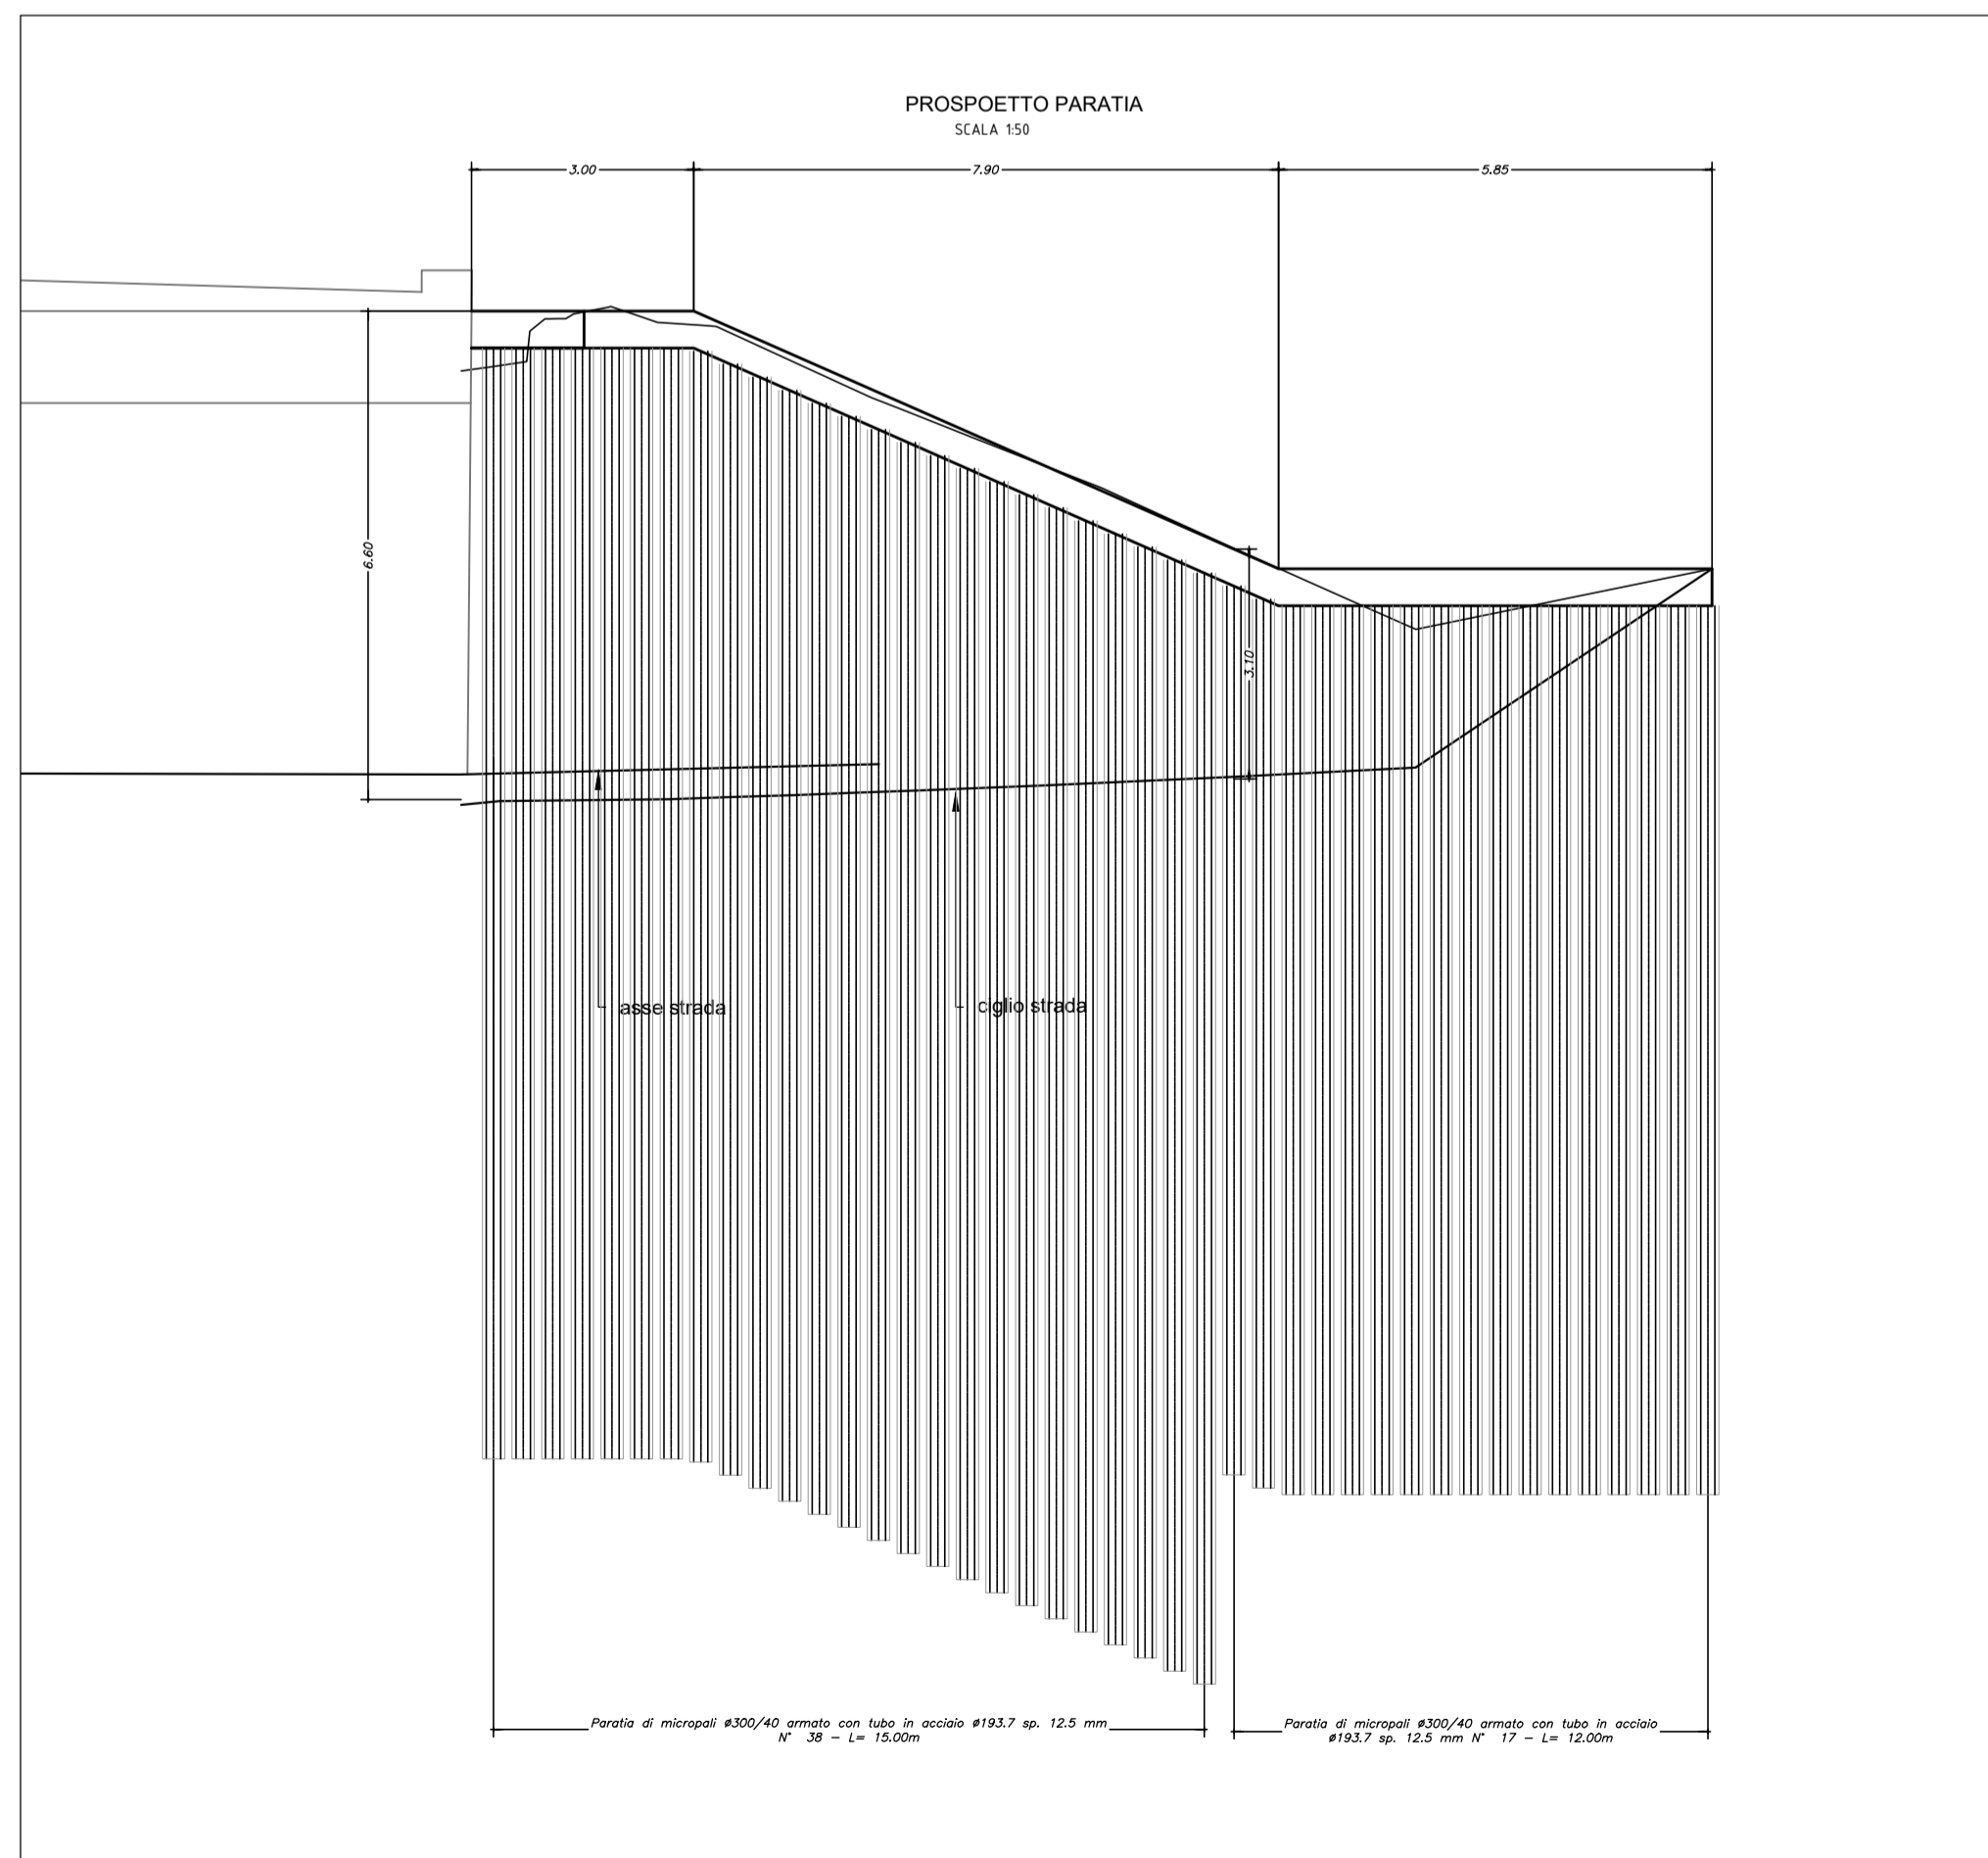 PROSPOETTO PARATIA
SCALA 1:50
3.00
7.90
5.85
6.60
3.10
asse strada
ciglio strada
Paratia di micropali ø300/40 armato con tubo in acciaio ø193.7 sp. 12.5 mm
N° 38 - L= 15.00m
Paratia di micropali ø300/40 armato con tubo in acciaio
ø193.7 sp. 12.5 mm N° 17 - L= 12.00m